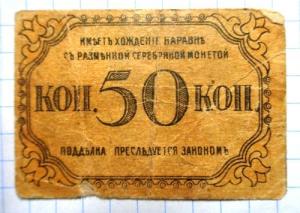 ИМѢЕТЪ ХОЖДЕНІЕ НАРАВНѢ
СЪ РАЗМѢННОЙ СЕРЕБРЯНОЙ МОНЕТОЙ
КОП. 50 КОП.
ПОДДѢЛКА ПРЕСЛѢДУЕТСЯ ЗАКОНОМЪ